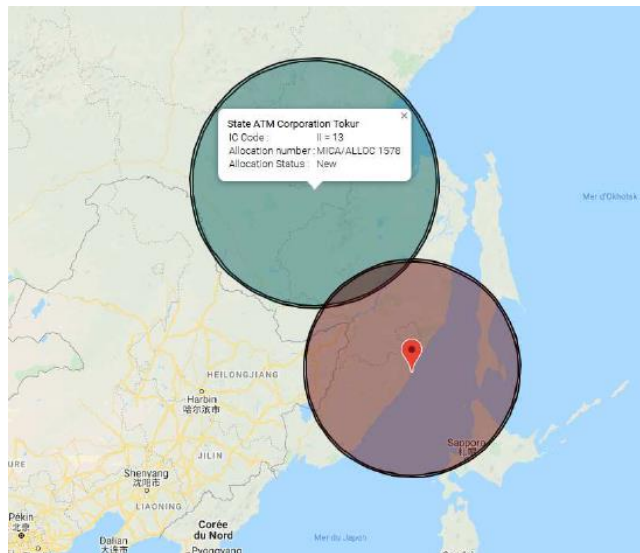 State ATM Corporation Tokur
×
IC Code : II = 13
Allocation number : MICA/ALLOC 1578
Allocation Status : New
Mer d'Okhotsk
HEILONGJIANG
Harbin
哈尔滨市
JILIN
Sapporo
札幌
Shenyang
沈阳市
LIAONING
Pékin
北京
Dalian
大连市
Corée
du Nord
Pyongyang
Mer du Japon